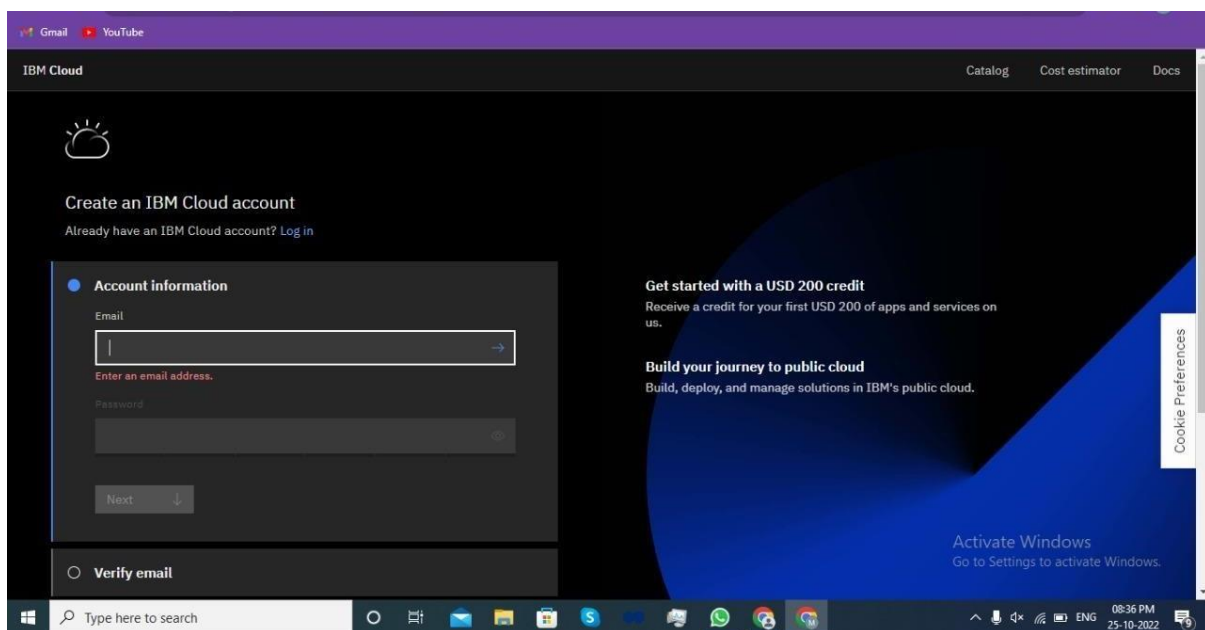 Gmail YouTube
IBM Cloud Catalog Cost estimator Docs
Create an IBM Cloud account
Already have an IBM Cloud account? Log in
Account information
Email
Enter an email address.
Password
Next
Verify email
Get started with a USD 200 credit
Receive a credit for your first USD 200 of apps and services on
us.
Build your journey to public cloud
Build, deploy, and manage solutions in IBM's public cloud.
Cookie Preferences
Activate Windows
Go to Settings to activate Windows.
Type here to search
ENG
08:36 PM
25-10-2022
9